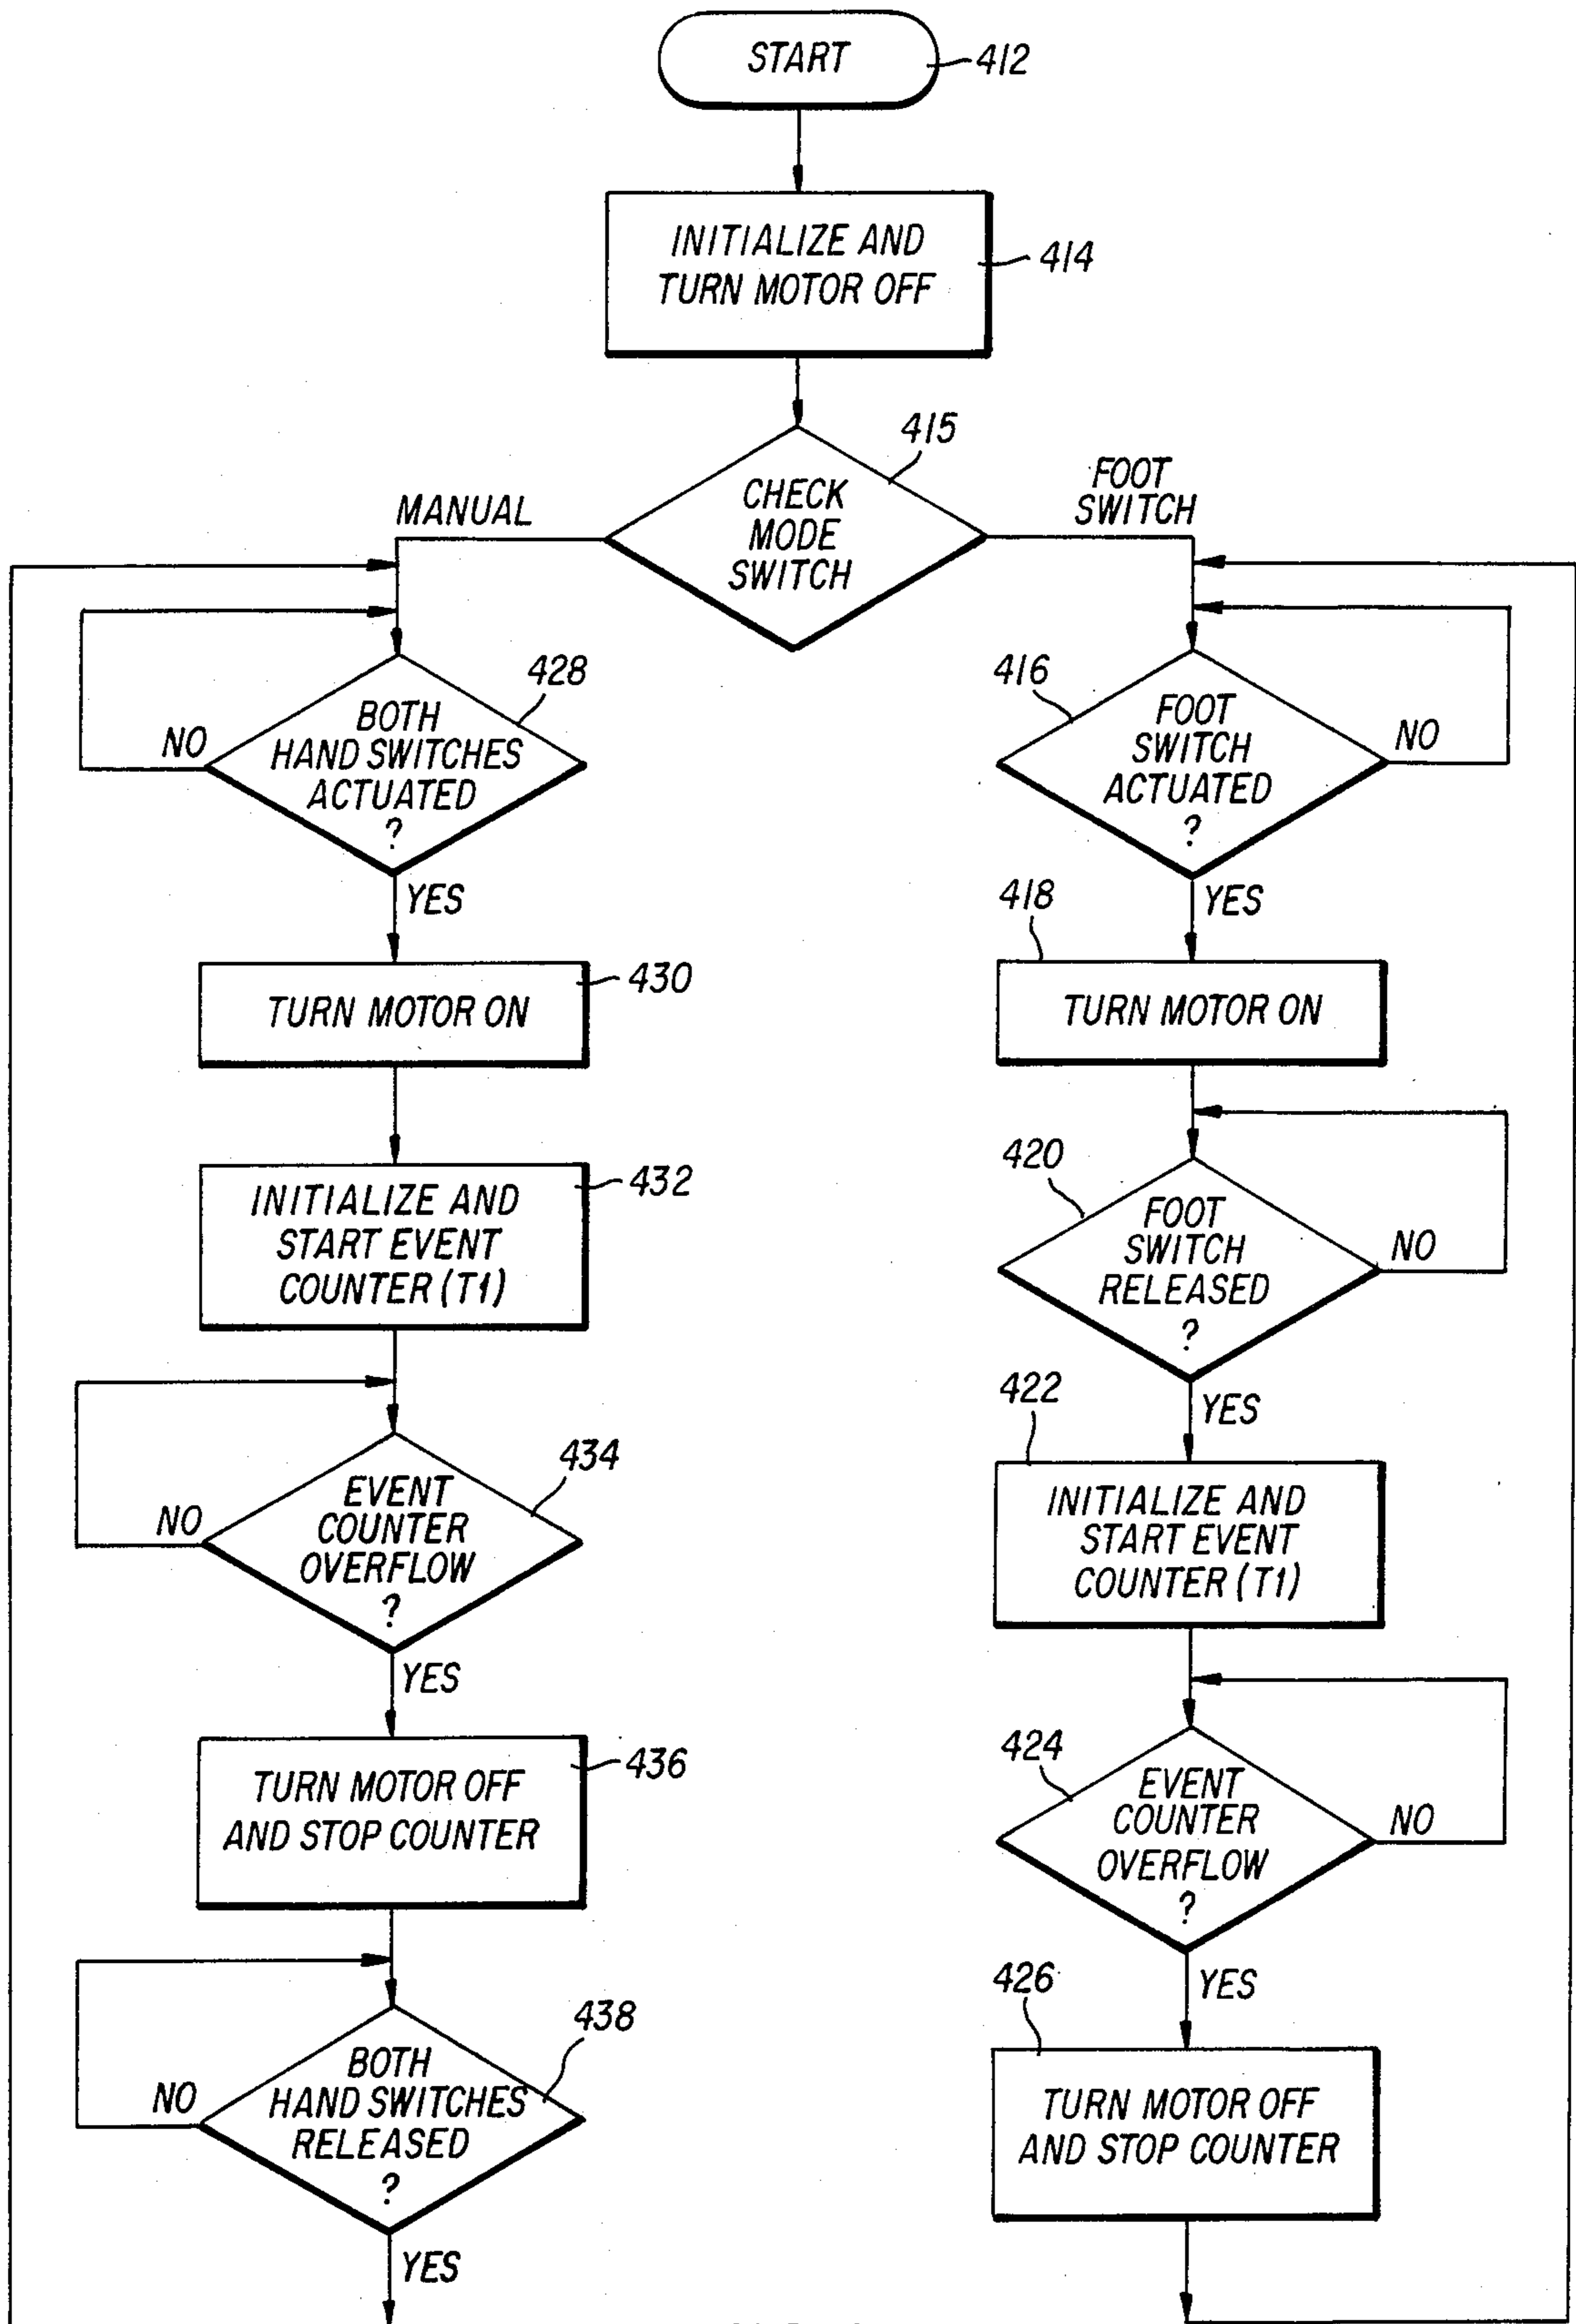 START
412
INITIALIZE AND
TURN MOTOR OFF
414
415
CHECK
MODE
SWITCH
MANUAL
FOOT
SWITCH
428
BOTH
HAND SWITCHES
ACTUATED
?
NO
YES
430
TURN MOTOR ON
432
INITIALIZE AND
START EVENT
COUNTER (T1)
434
EVENT
COUNTER
OVERFLOW
?
NO
YES
436
TURN MOTOR OFF
AND STOP COUNTER
438
BOTH
HAND SWITCHES
RELEASED
?
NO
YES
416
FOOT
SWITCH
ACTUATED
?
NO
YES
418
TURN MOTOR ON
420
FOOT
SWITCH
RELEASED
?
NO
YES
422
INITIALIZE AND
START EVENT
COUNTER (T1)
424
EVENT
COUNTER
OVERFLOW
?
NO
YES
426
TURN MOTOR OFF
AND STOP COUNTER